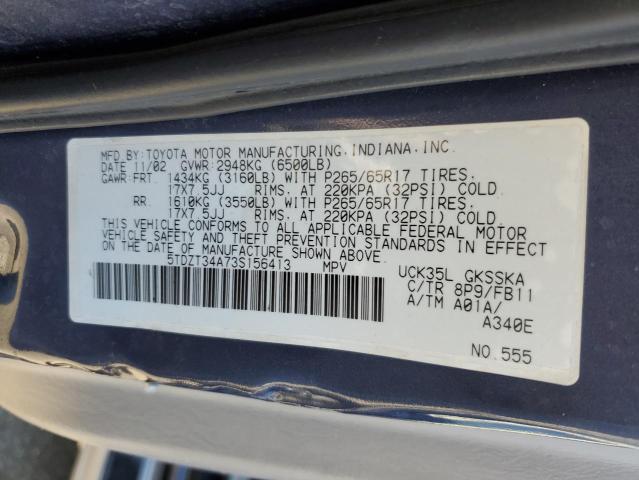 MFD.BY:TOYOTA MOTOR MANUFACTURING,INDIANA,INC.
DATE 11/02 GVWR:2948KG (6500LB)
GAWR:FRT. 1434KG (3160LB) WITH P265/65R17 TIRES.
17X7.5JJ RIMS. AT 220KPA (32PSI) COLD.
RR. 1610KG (3550LB) WITH P265/65R17 TIRES.
17X7.5JJ RIMS. AT 220KPA (32PSI) COLD.
THIS VEHICLE CONFORMS TO ALL APPLICABLE FEDERAL MOTOR
VEHICLE SAFETY AND THEFT PREVENTION STANDARDS IN EFFECT
ON THE DATE OF MANUFACTURE SHOWN ABOVE.
5TDZT34A73S156413 MPV
UCK35L GKSSKA
C/TR 8P9/FB11
A/TM A01A/
A340E
NO.555